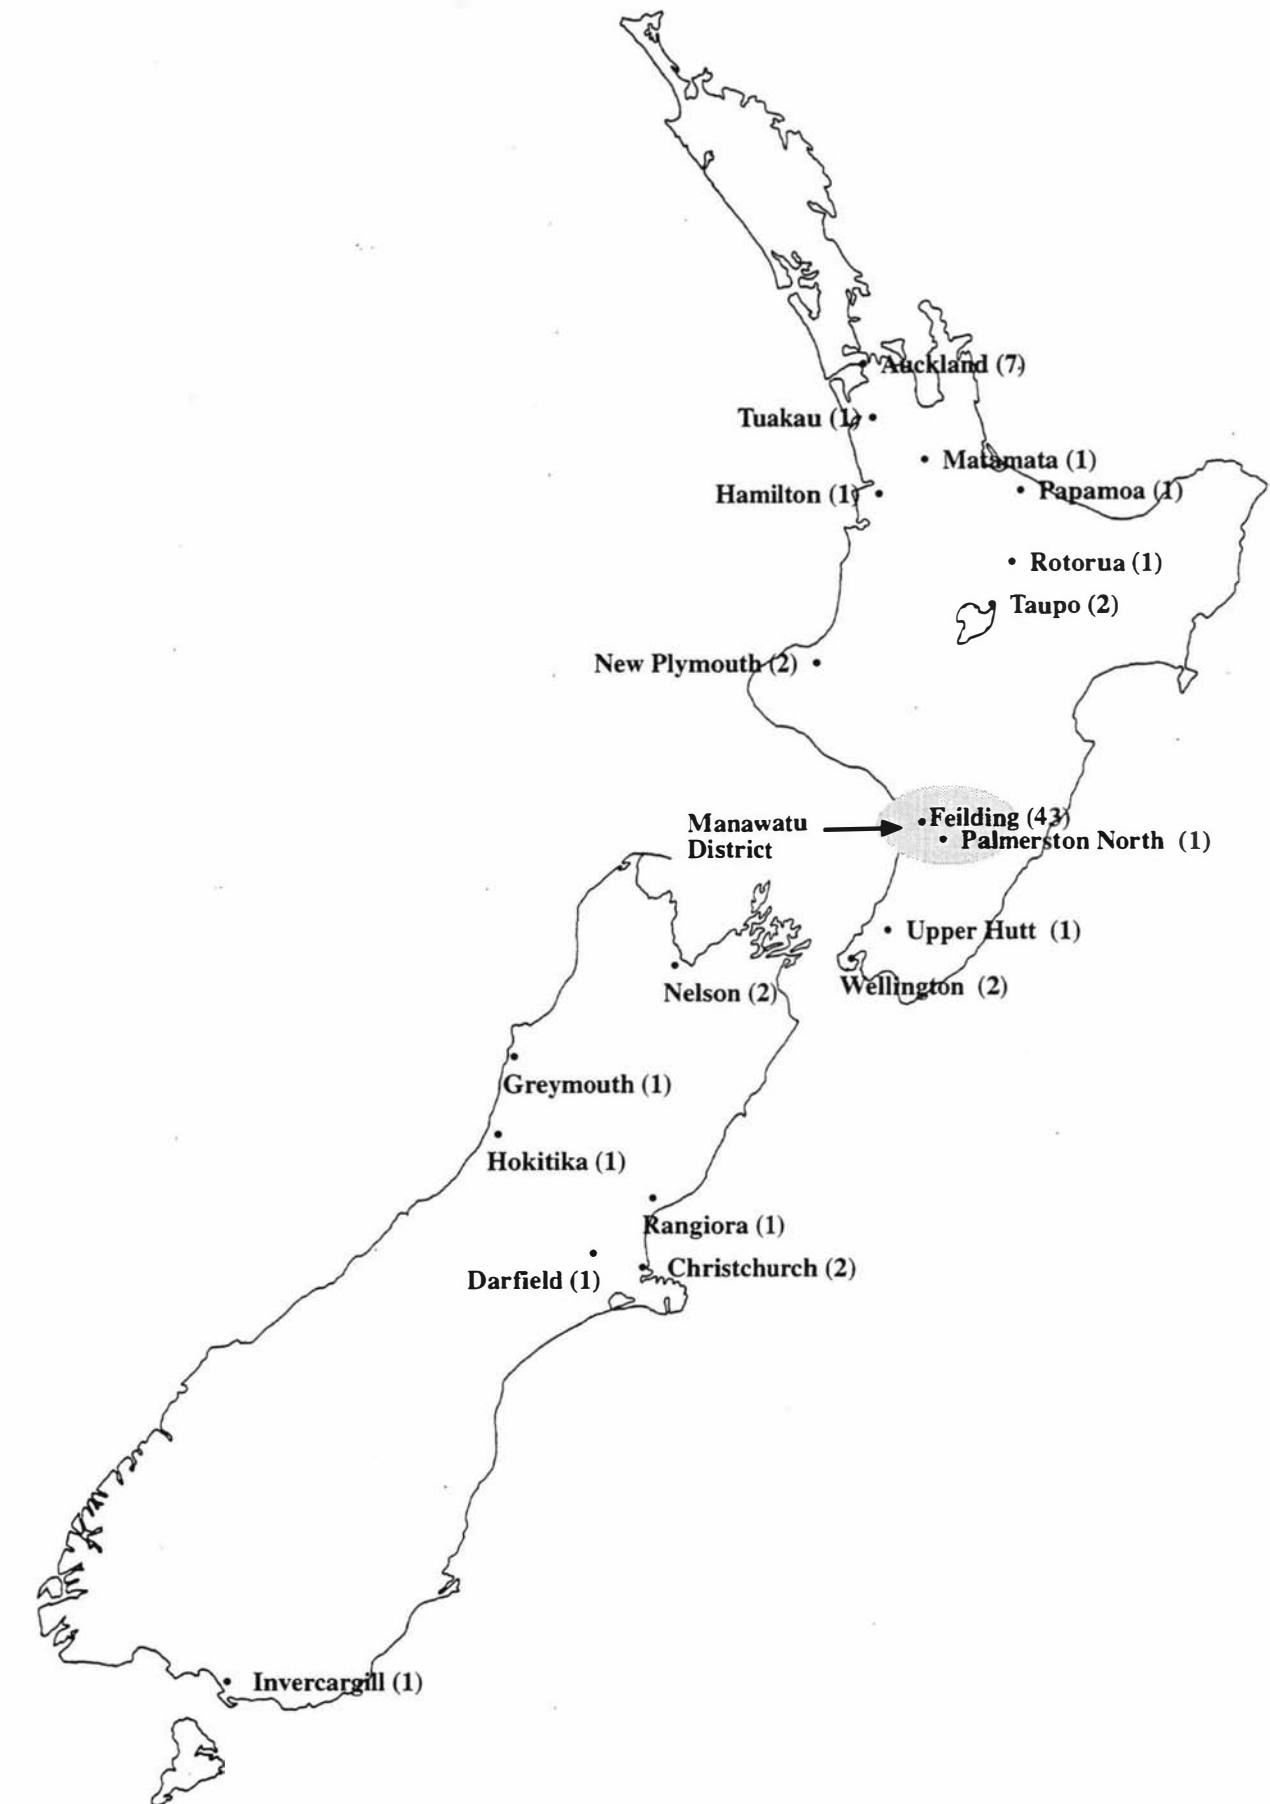 Auckland (7)
Tuakau (1)
Matamata (1)
Hamilton (1)
Papamoa (1)
Rotorua (1)
Taupo (2)
New Plymouth (2)
Manawatu
District
Feilding (43)
Palmerston North (1)
Upper Hutt (1)
Wellington (2)
Nelson (2)
Greymouth (1)
Hokitika (1)
Rangiora (1)
Christchurch (2)
Darfield (1)
Invercargill (1)